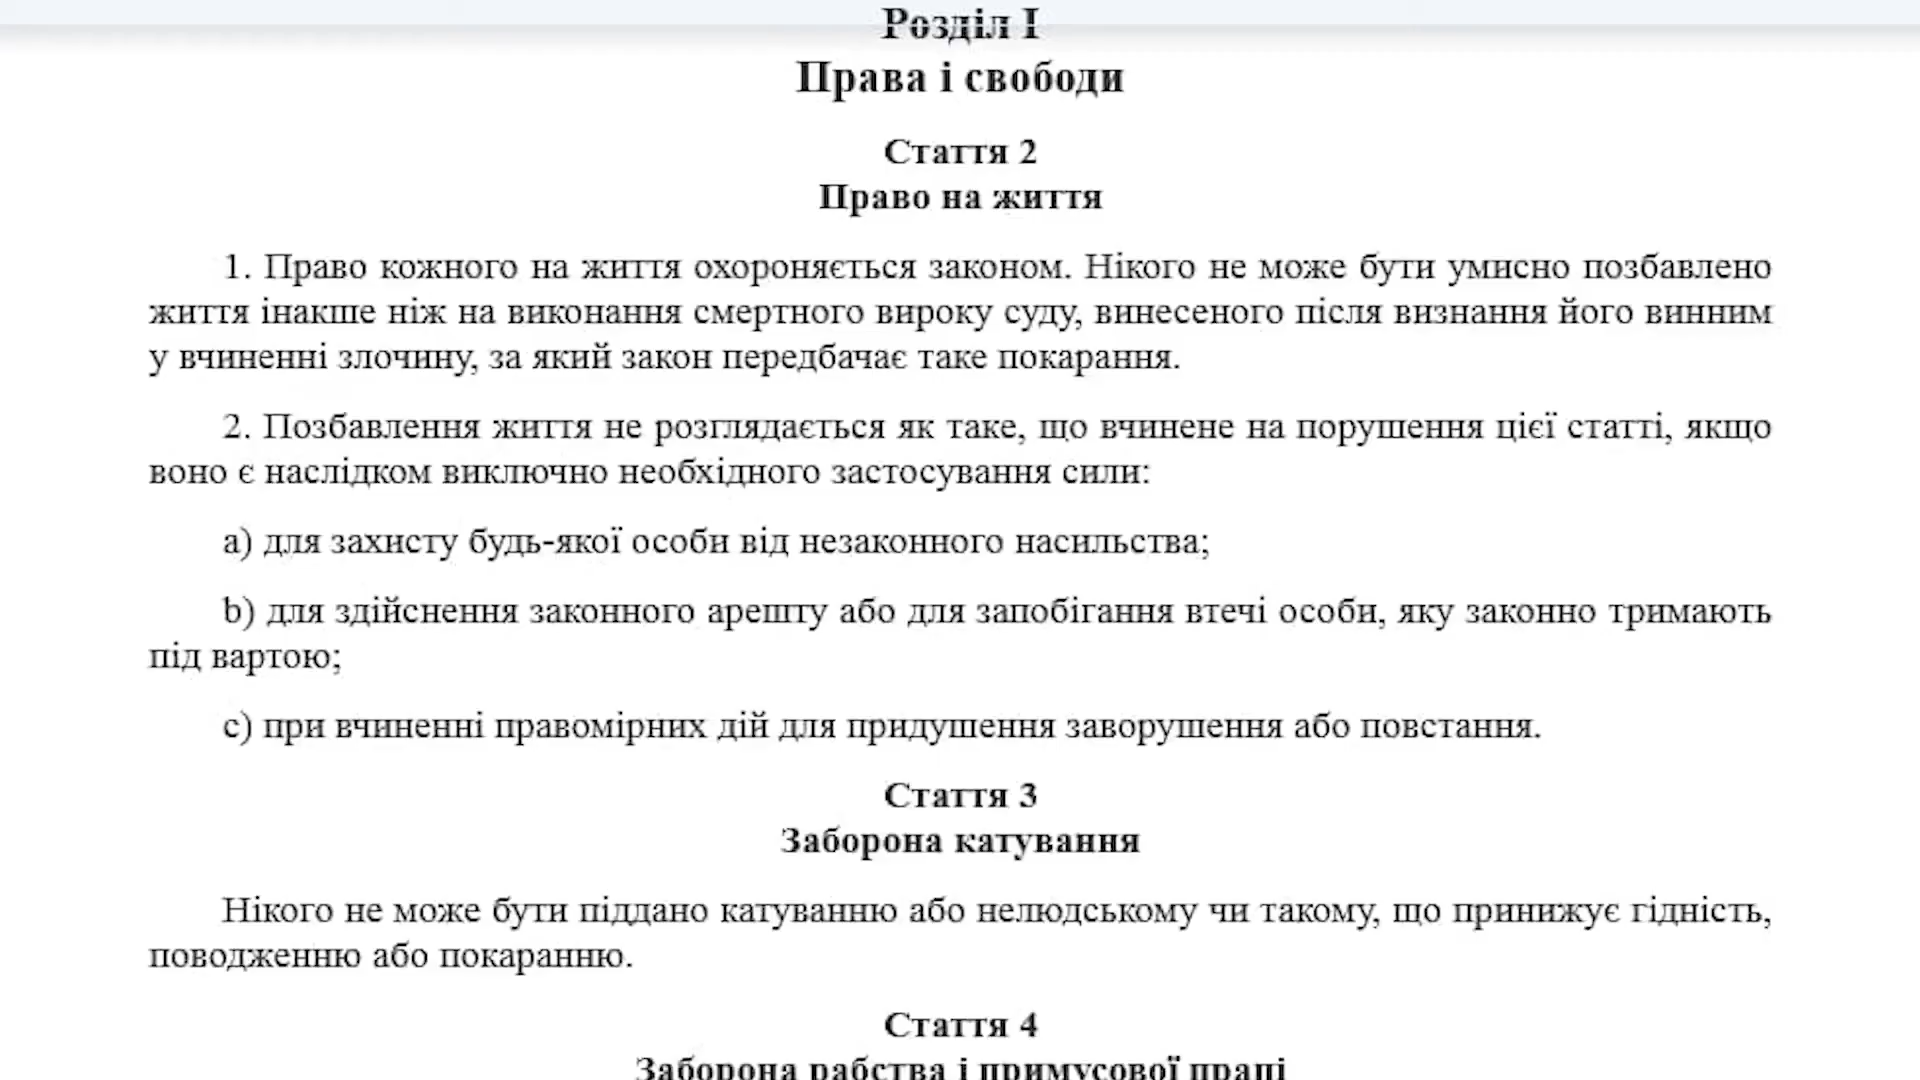 Розділ I
Права і свободи
Стаття 2
Право на життя
1. Право кожного на життя охороняється законом. Нікого не може бути умисно позбавлено
життя інакше ніж на виконання смертного вироку суду, винесеного після визнання його винним
у вчиненні злочину, за який закон передбачає таке покарання.
2. Позбавлення життя не розглядається як таке, що вчинене на порушення цієї статті, якщо
воно є наслідком виключно необхідного застосування сили:
a) для захисту будь-якої особи від незаконного насильства;
b) для здійснення законного арешту або для запобігання втечі особи, яку законно тримають
під вартою;
c) при вчиненні правомірних дій для придушення заворушення або повстання.
Стаття 3
Заборона катування
Нікого не може бути піддано катуванню або нелюдському чи такому, що принижує гідність,
поводженню або покаранню.
Стаття 4
Заборона рабства і примусової праці